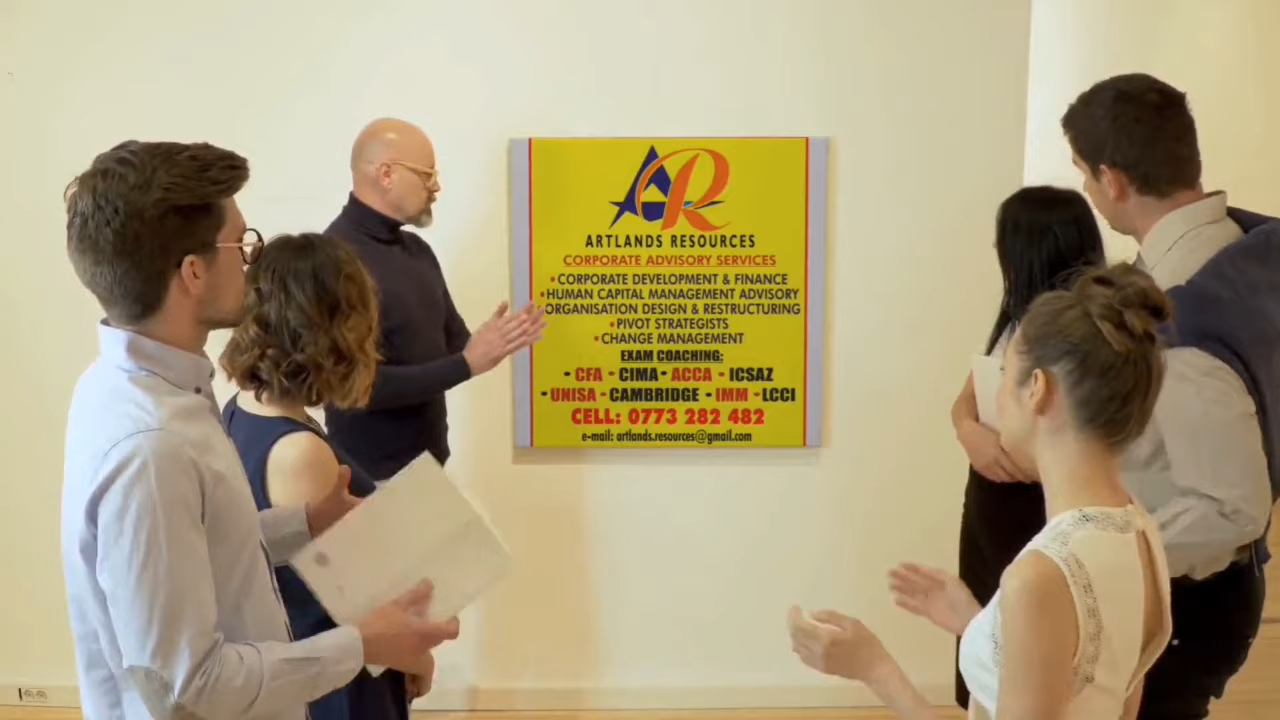 AR
ARTLANDS RESOURCES
CORPORATE ADVISORY SERVICES
•CORPORATE DEVELOPMENT & FINANCE
•HUMAN CAPITAL MANAGEMENT ADVISORY
ORGANISATION DESIGN & RESTRUCTURING
•PIVOT STRATEGISTS
•CHANGE MANAGEMENT
EXAM COACHING:
• CFA • CIMA• ACCA • ICSAZ
•UNISA • CAMBRIDGE • IMM •LCCI
CELL: 0773 282 482
e-mail: artlands.resources@gmail.com